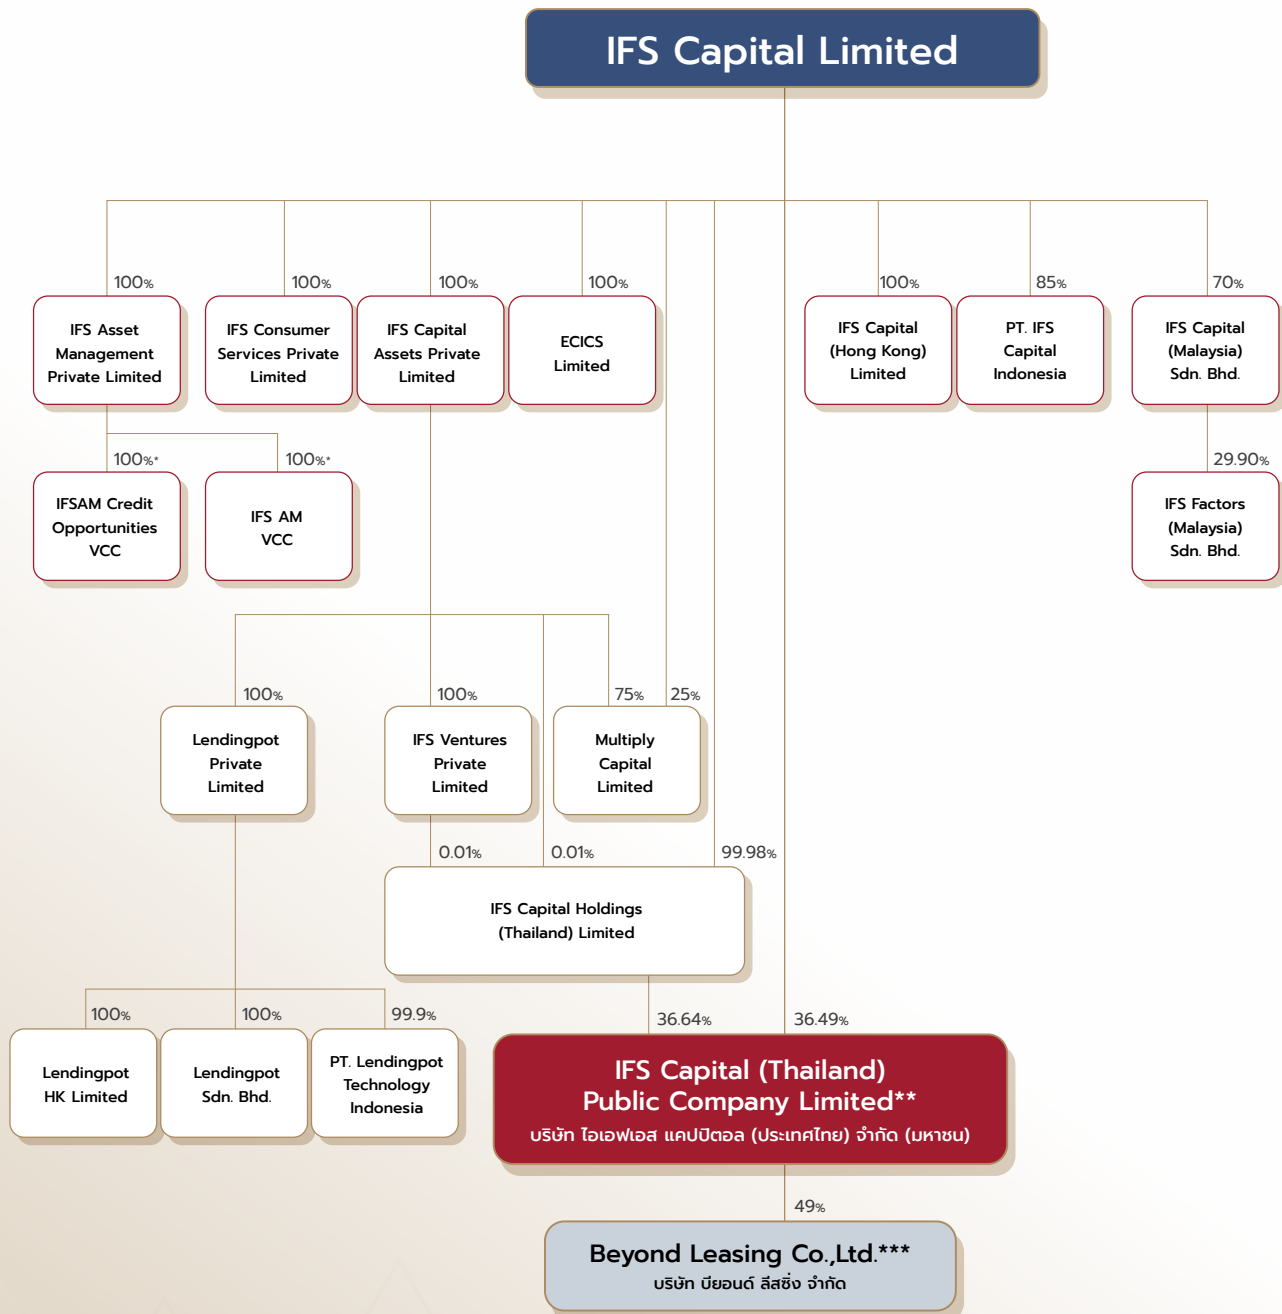 IFS Capital Limited
100%
100%
100%
100%
100%
85%
70%
IFS Asset
Management
Private Limited
IFS Consumer
Services Private
Limited
IFS Capital
Assets Private
Limited
ECICS
Limited
IFS Capital
(Hong Kong)
Limited
PT. IFS
Capital
Indonesia
IFS Capital
(Malaysia)
Sdn. Bhd.
100%*
100%*
29.90%
IFSAM Credit
Opportunities
VCC
IFS AM
VCC
IFS Factors
(Malaysia)
Sdn. Bhd.
100%
100%
75%
25%
Lendingpot
Private
Limited
IFS Ventures
Private
Limited
Multiply
Capital
Limited
0.01%
0.01%
99.98%
IFS Capital Holdings
(Thailand) Limited
100%
100%
99.9%
36.64%
36.49%
Lendingpot
HK Limited
Lendingpot
Sdn. Bhd.
PT. Lendingpot
Technology
Indonesia
IFS Capital (Thailand)
Public Company Limited**
บริษัท ไอเอฟเอส แคปปิตอล (ประเทศไทย) จำกัด (มหาชน)
49%
Beyond Leasing Co.,Ltd.***
บริษัท บียอนด์ ลีสซิ่ง จำกัด